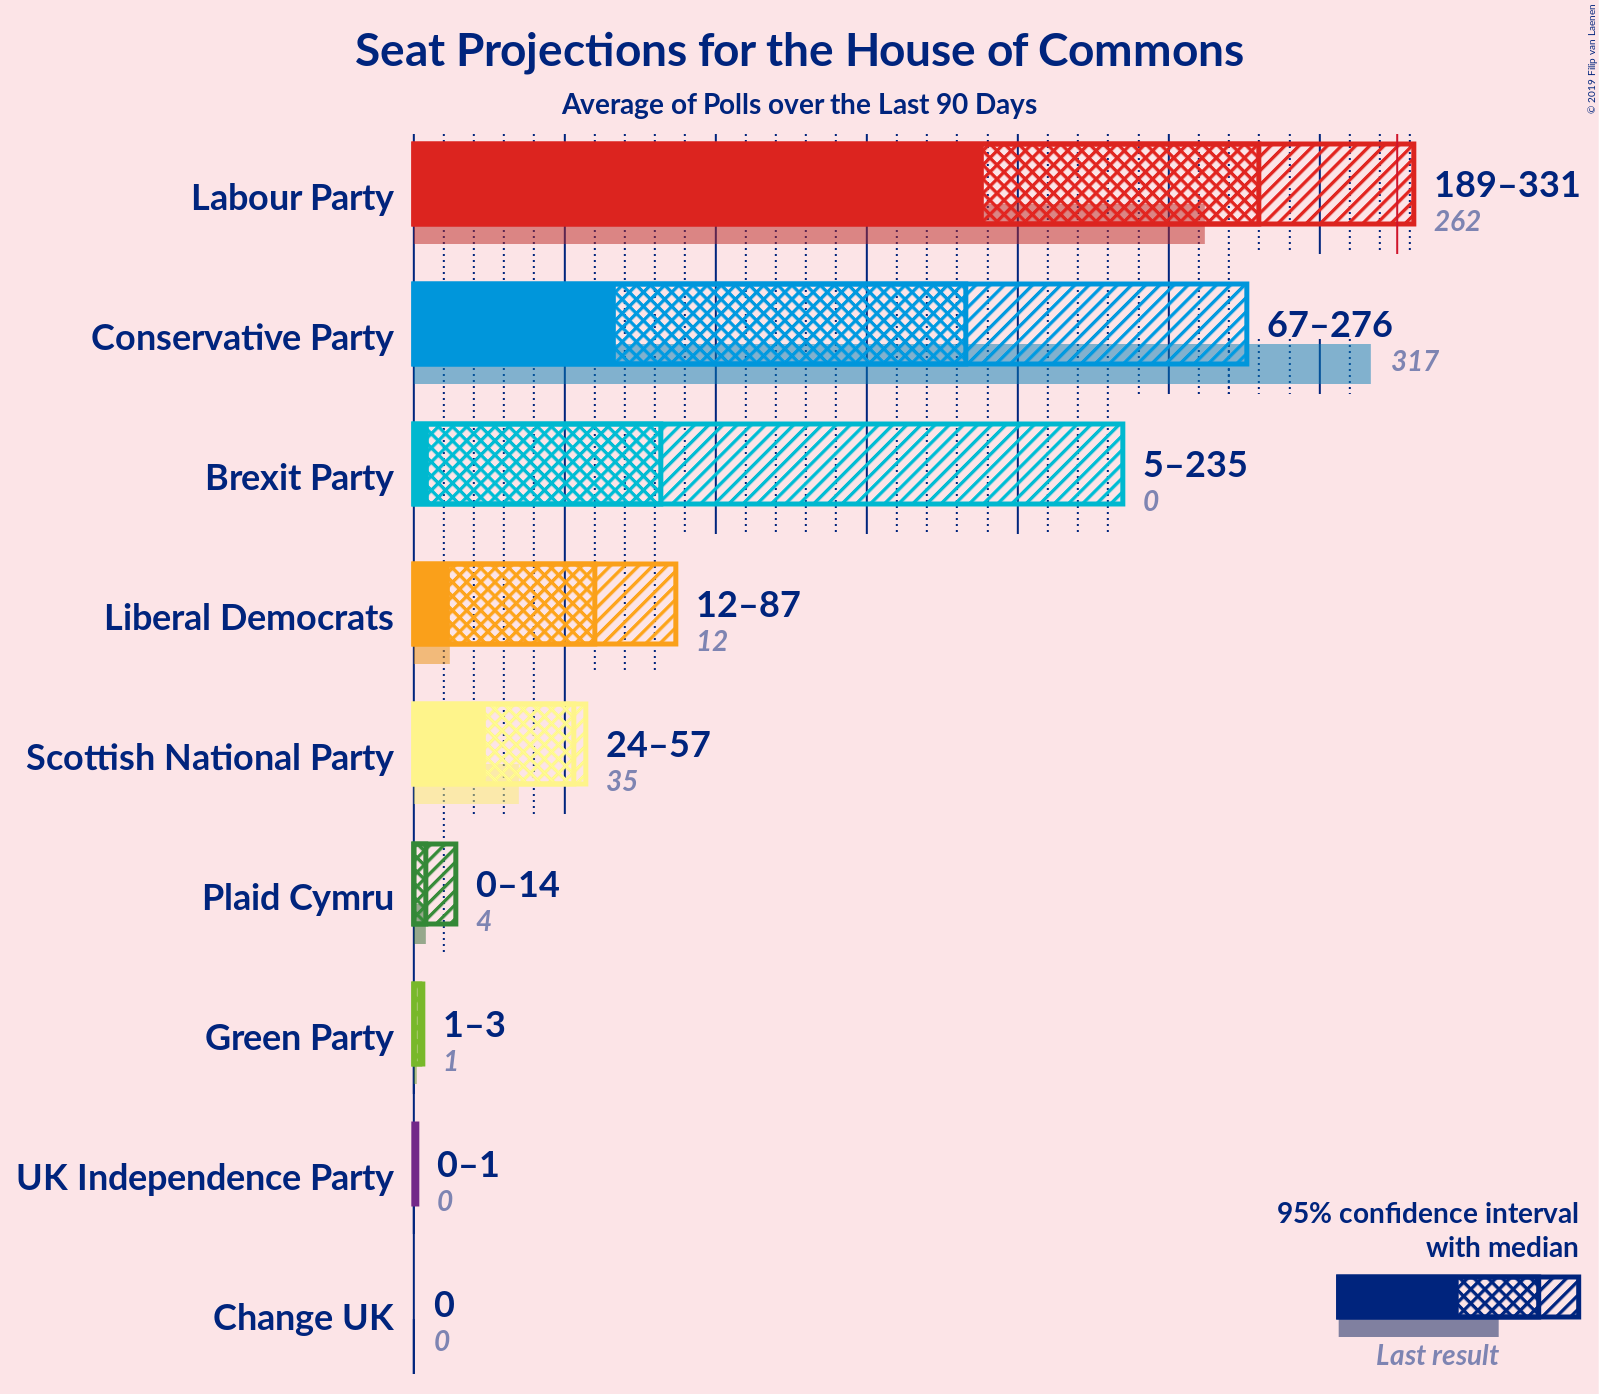 Seat Projections for the House of Commons
Average of Polls over the Last 90 Days
© 2019 Filip van Laenen
Labour Party
189–331
262
Conservative Party
67–276
317
Brexit Party
5–235
0
Liberal Democrats
12–87
12
Scottish National Party
24–57
35
Plaid Cymru
0–14
4
Green Party
1–3
1
UK Independence Party
0–1
0
Change UK
0
0
95% confidence interval
with median
Last result